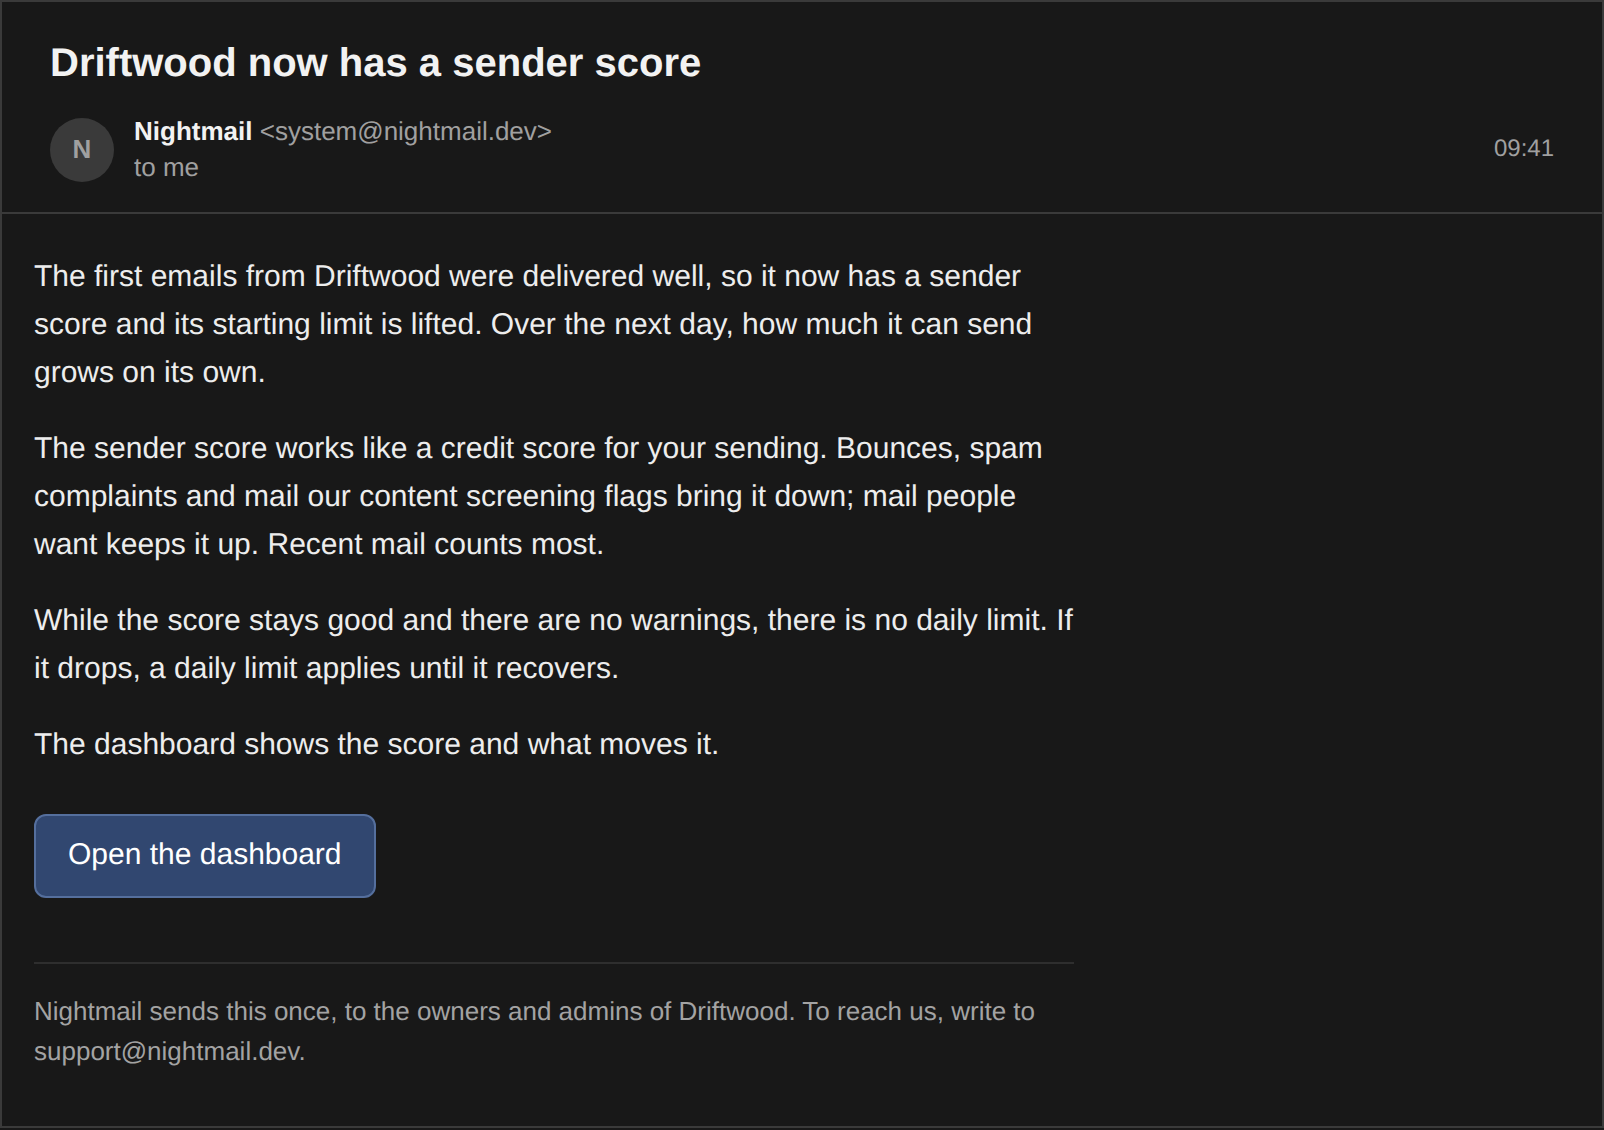 Driftwood now has a sender score
N
Nightmail <system@nightmail.dev>
to me
09:41
The first emails from Driftwood were delivered well, so it now has a sender
score and its starting limit is lifted. Over the next day, how much it can send
grows on its own.
The sender score works like a credit score for your sending. Bounces, spam
complaints and mail our content screening flags bring it down; mail people
want keeps it up. Recent mail counts most.
While the score stays good and there are no warnings, there is no daily limit. If
it drops, a daily limit applies until it recovers.
The dashboard shows the score and what moves it.
Open the dashboard
Nightmail sends this once, to the owners and admins of Driftwood. To reach us, write to
support@nightmail.dev.